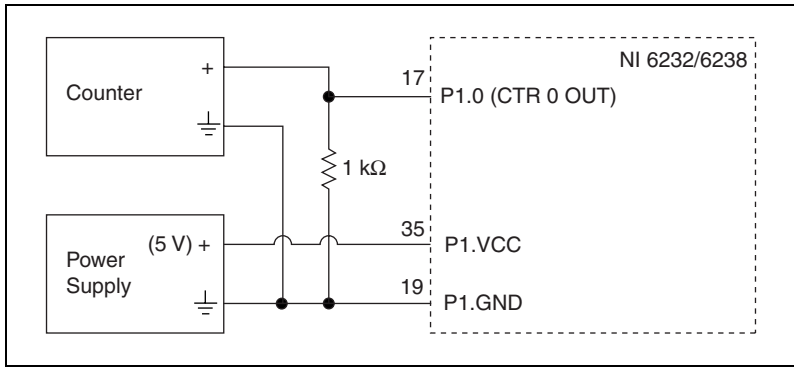 NI 6232/6238
+
17
Counter
P1.0 (CTR 0 OUT)
1 kΩ
35
(5 V) +
P1.VCC
Power
Supply
19
P1.GND